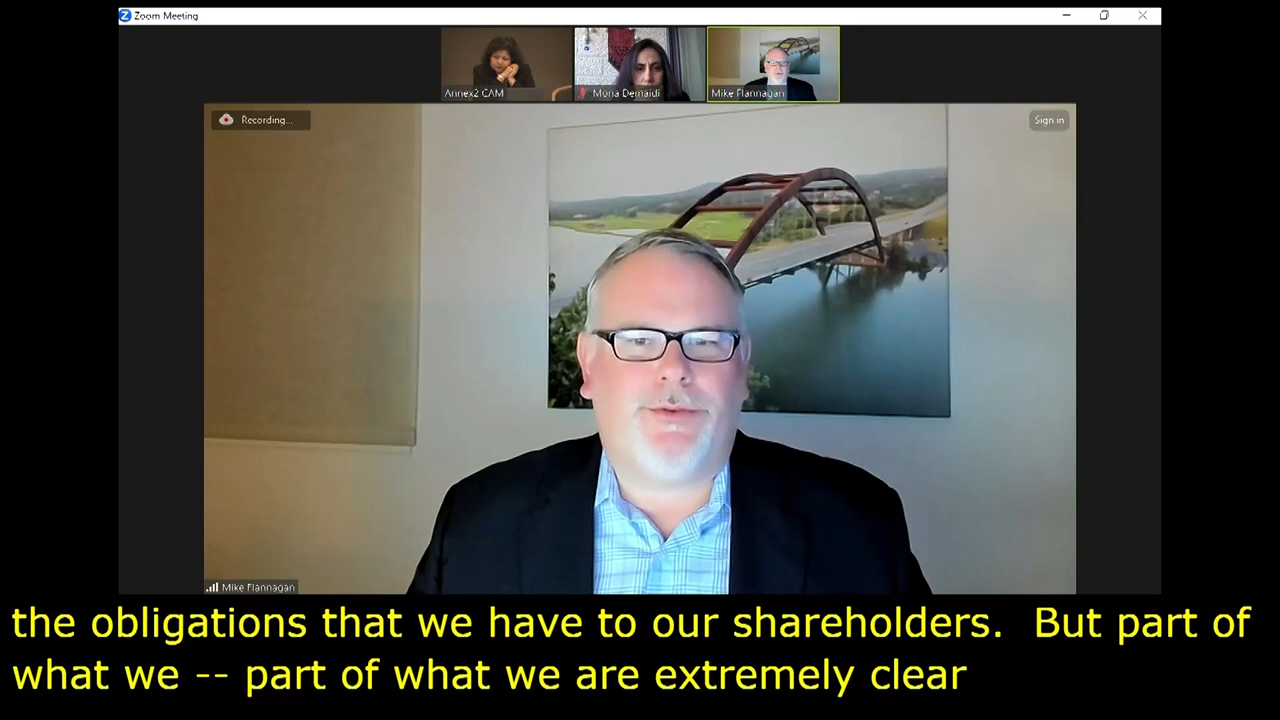 Zoom Meeting
Annex2 CAM
Mona Demaidi
Mike Flannagan
Recording...
Sign in
Mike Flannagan
the obligations that we have to our shareholders. But part of
what we -- part of what we are extremely clear